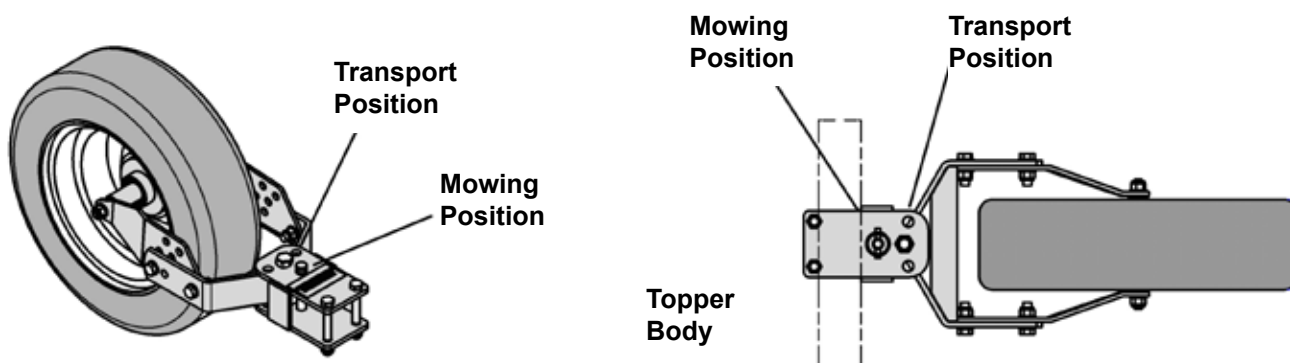 Transport
Position
Mowing
Position
Mowing
Position
Transport
Position
Topper
Body